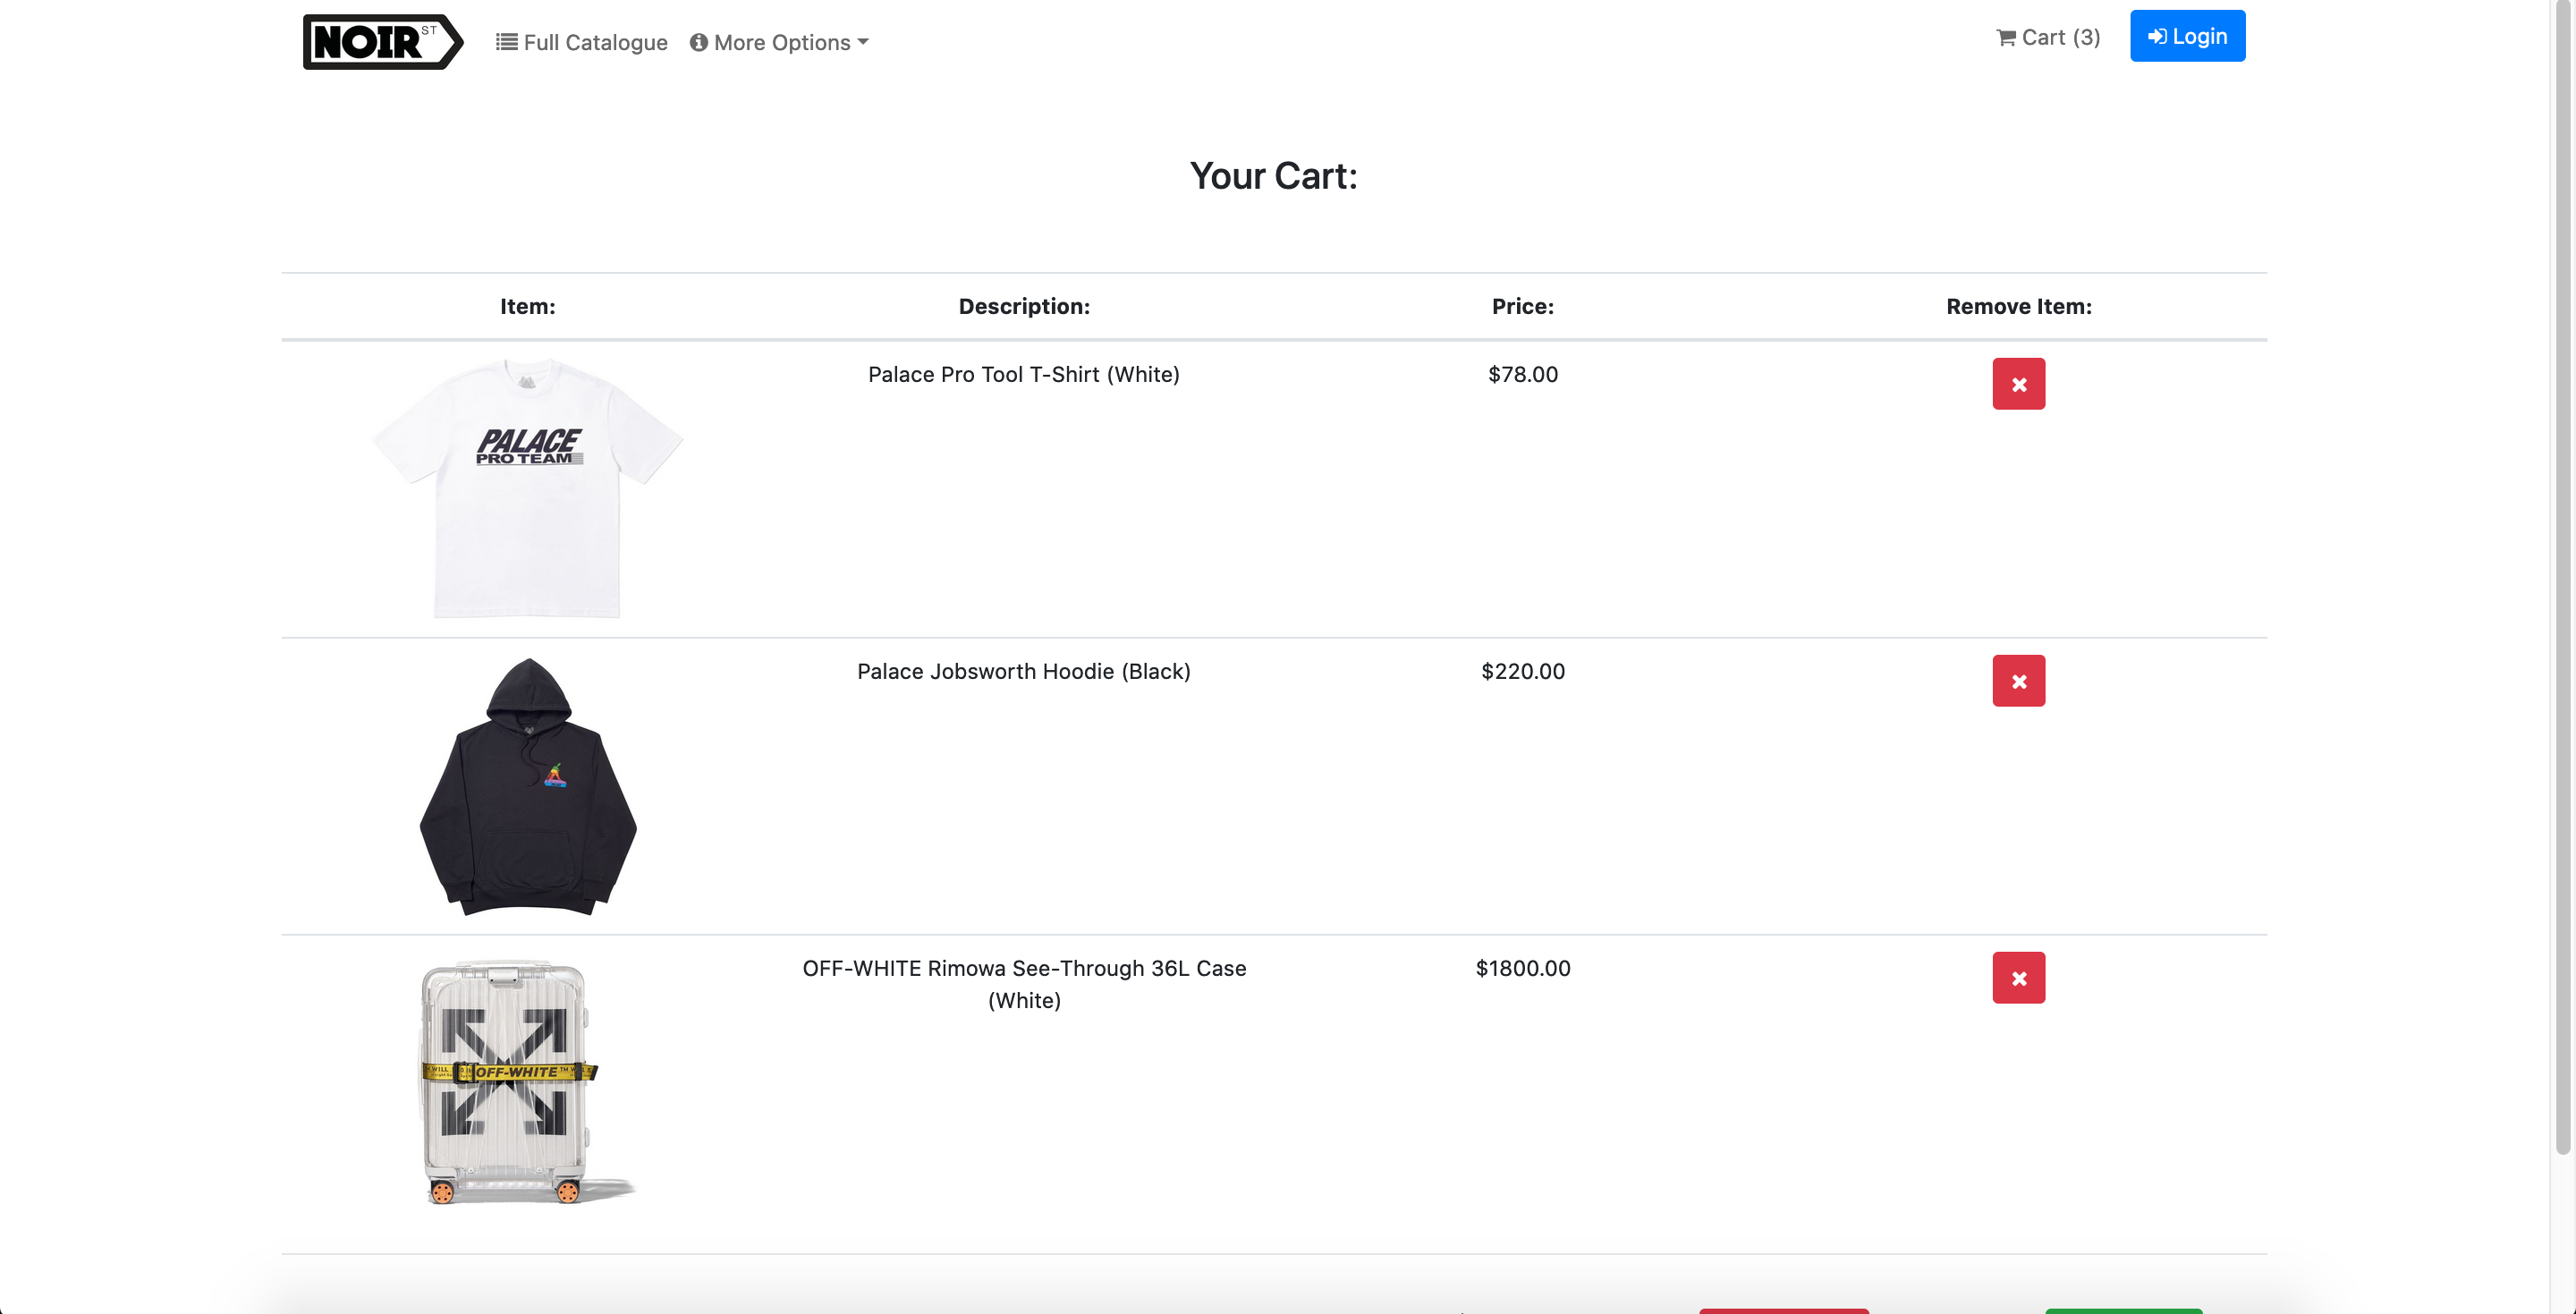 NOIR ST
Full Catalogue
More Options
Cart (3)
Login
Your Cart:
Item:
Description:
Price:
Remove Item:
PALACE
PRO TEAM
Palace Pro Tool T-Shirt (White)
$78.00
Palace Jobsworth Hoodie (Black)
$220.00
OFF-WHITE
OFF-WHITE Rimowa See-Through 36L Case
(White)
$1800.00